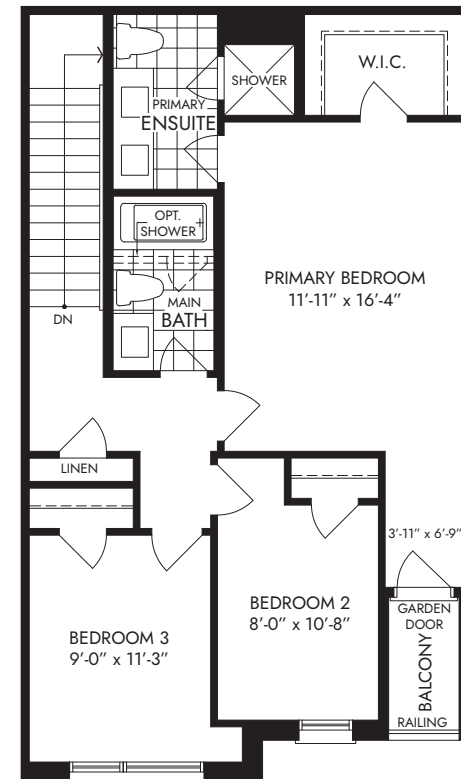 W.I.C.
SHOWER
PRIMARY
ENSUITE
OPT.
SHOWER
PRIMARY BEDROOM
11'-11" x 16'-4"
MAIN
BATH
DN
LINEN
3'-11" x 6'-9"
BEDROOM 2
8'-0" x 10'-8"
GARDEN
DOOR
BALCONY
RAILING
BEDROOM 3
9'-0" x 11'-3"